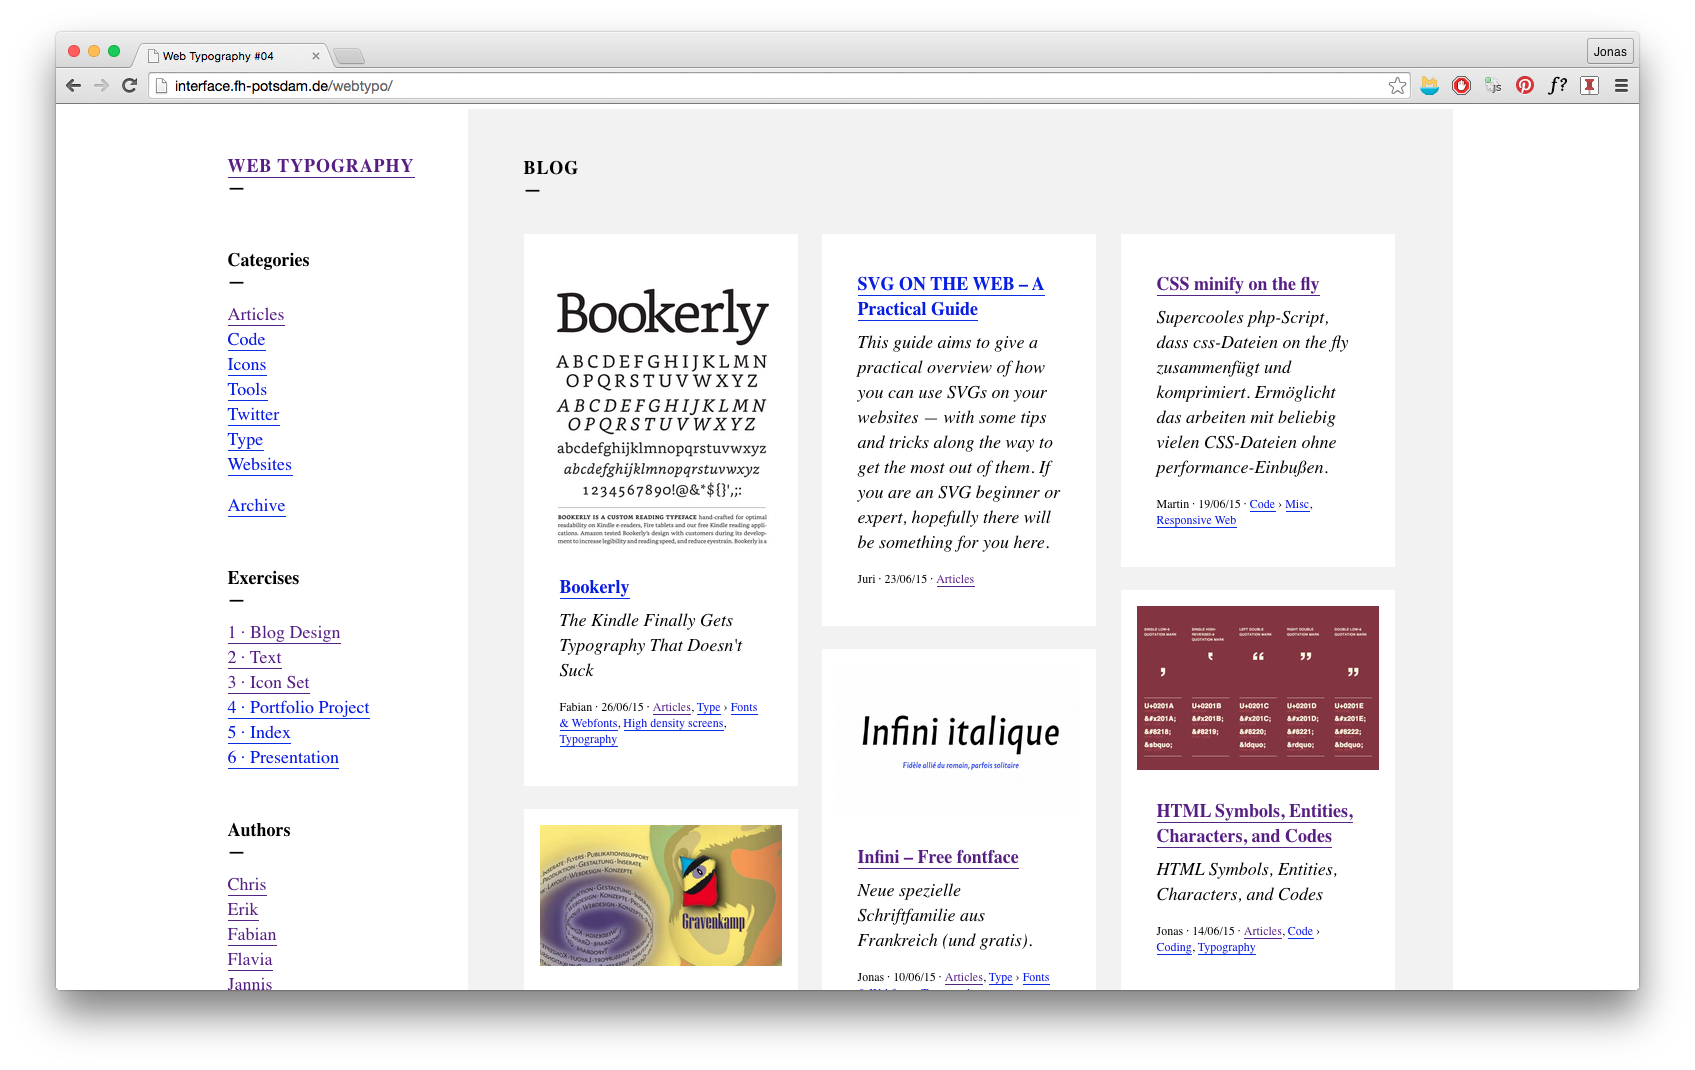 Web Typography #04
Jonas
interface.fh-potsdam.de/webtypo/
WEB TYPOGRAPHY
—
Categories
—
Articles
Code
Icons
Tools
Twitter
Type
Websites
Archive
Exercises
—
1 · Blog Design
2 · Text
3 · Icon Set
4 · Portfolio Project
5 · Index
6 · Presentation
Authors
—
Chris
Erik
Fabian
Flavia
Jannis
BLOG
—
Bookerly
ABCDEFGHIJKLMN
OPQRSTUVWXYZ
ABCDEFGHIJKLMN
OPQRSTUVWXYZ
abcdefghijklmnopqrstuvwxyz
abcdefghijklmnopqrstuvwxyz
1234567890!@&*${}',;:
BOOKERLY IS A CUSTOM READING TYPEFACE hand-crafted for optimal
readability on Kindle e-readers, Fire tablets and our free Kindle reading appli-
cations. Amazon tested Bookerly's design with customers during its develop-
ment to increase legibility and reading speed, and reduce eyestrain. Bookerly is a
Bookerly
The Kindle Finally Gets
Typography That Doesn't
Suck
Fabian · 26/06/15 · Articles, Type › Fonts
& Webfonts, High density screens,
Typography
Gravenkamp
SVG ON THE WEB – A
Practical Guide
This guide aims to give a
practical overview of how
you can use SVGs on your
websites — with some tips
and tricks along the way to
get the most out of them. If
you are an SVG beginner or
expert, hopefully there will
be something for you here.
Juri · 23/06/15 · Articles
Infini italique
Fidèle allié du romain, parfois solitaire
Infini – Free fontface
Neue spezielle
Schriftfamilie aus
Frankreich (und gratis).
Jonas · 10/06/15 · Articles, Type › Fonts
CSS minify on the fly
Supercooles php-Script,
dass css-Dateien on the fly
zusammenfügt und
komprimiert. Ermöglicht
das arbeiten mit beliebig
vielen CSS-Dateien ohne
performance-Einbußen.
Martin · 19/06/15 · Code › Misc,
Responsive Web
SINGLE LOW-9 QUOTATION MARK
SINGLE HIGH-REVERSED-9 QUOTATION MARK
LEFT DOUBLE QUOTATION MARK
RIGHT DOUBLE QUOTATION MARK
DOUBLE LOW-9 QUOTATION MARK
‚ ‛ “ ” „
U+0201A U+0201B U+0201C U+0201D U+0201E
&#x201A; &#x201B; &#x201C; &#x201D; &#x201E;
&#8218; &#8219; &#8220; &#8221; &#8222;
&sbquo; &ldquo; &rdquo; &bdquo;
HTML Symbols, Entities,
Characters, and Codes
HTML Symbols, Entities,
Characters, and Codes
Jonas · 14/06/15 · Articles, Code ›
Coding, Typography